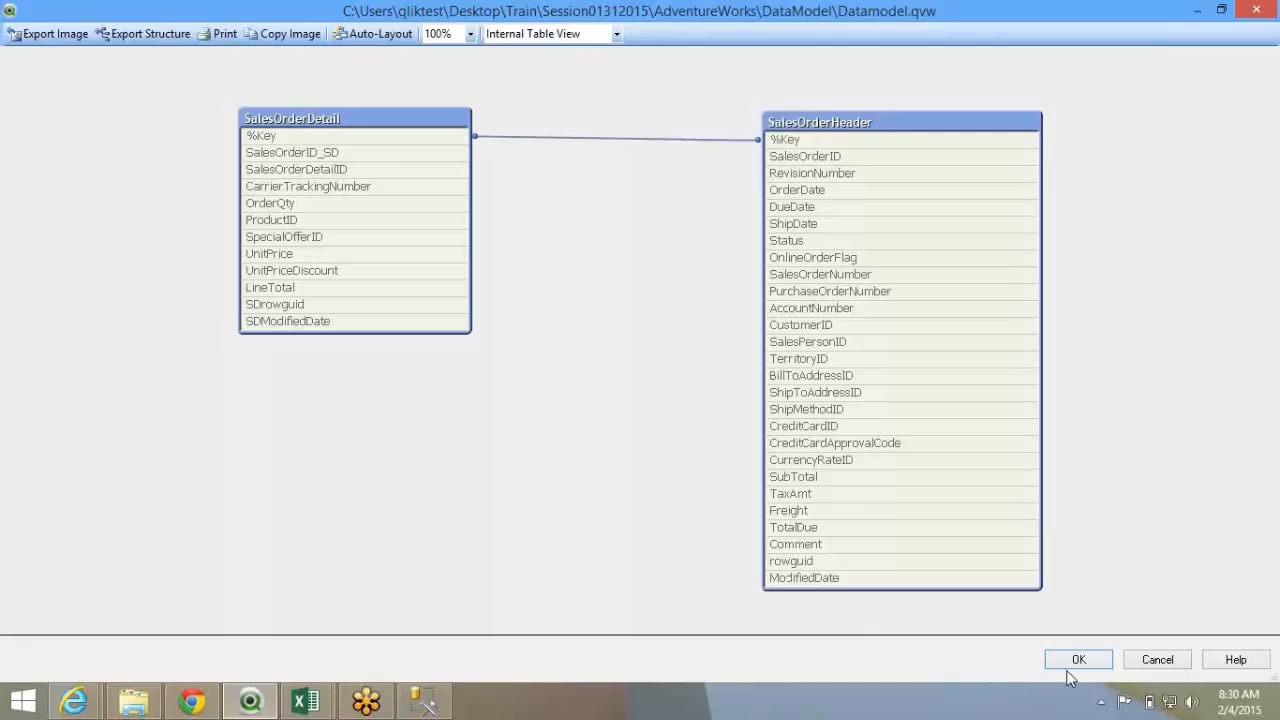 C:\Users\qliktest\Desktop\Train\Session01312015\AdventureWorks\DataModel\Datamodel.qvw
Export Image Export Structure Print Copy Image Auto-Layout 100% Internal Table View
SalesOrderDetail
%Key
SalesOrderID_SD
SalesOrderDetailID
CarrierTrackingNumber
OrderQty
ProductID
SpecialOfferID
UnitPrice
UnitPriceDiscount
LineTotal
SDrowguid
SDModifiedDate
SalesOrderHeader
%Key
SalesOrderID
RevisionNumber
OrderDate
DueDate
ShipDate
Status
OnlineOrderFlag
SalesOrderNumber
PurchaseOrderNumber
AccountNumber
CustomerID
SalesPersonID
TerritoryID
BillToAddressID
ShipToAddressID
ShipMethodID
CreditCardID
CreditCardApprovalCode
CurrencyRateID
SubTotal
TaxAmt
Freight
TotalDue
Comment
rowguid
ModifiedDate
OK Cancel Help
8:30 AM
2/4/2015